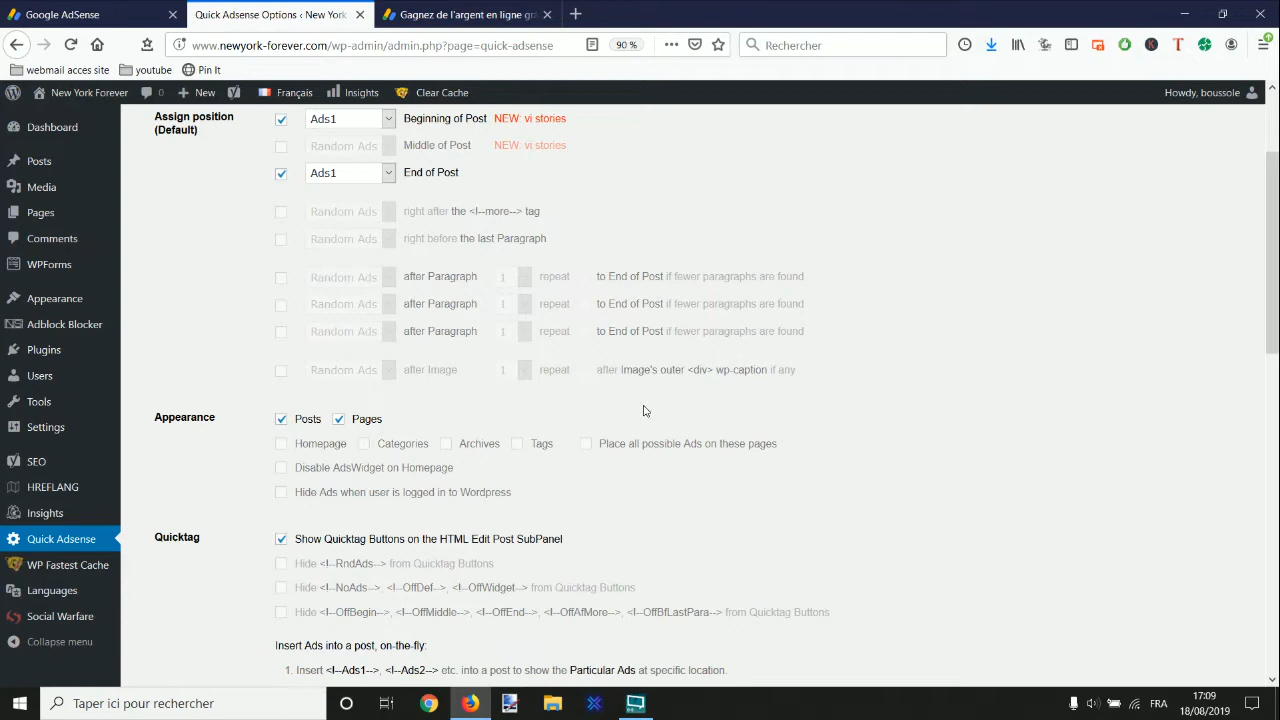 Google AdSense
Quick Adsense Options ‹ New York
Gagnez de l'argent en ligne gr
www.newyork-forever.com/wp-admin/admin.php?page=quick-adsense
90 %
Rechercher
webmail acces site
youtube
Pin It
New York Forever
0
New
Français
Insights
Clear Cache
Howdy, boussole
Dashboard
Posts
Media
Pages
Comments
WPForms
Appearance
Adblock Blocker
Plugins
Users
Tools
Settings
SEO
HREFLANG
Insights
Quick Adsense
WP Fastest Cache
Languages
Social Warfare
Collapse menu
Assign position
(Default)
Ads1 Beginning of Post NEW: vi stories
Random Ads Middle of Post NEW: vi stories
Ads1 End of Post
Random Ads right after the <!--more--> tag
Random Ads right before the last Paragraph
Random Ads after Paragraph 1 repeat to End of Post if fewer paragraphs are found
Random Ads after Paragraph 1 repeat to End of Post if fewer paragraphs are found
Random Ads after Paragraph 1 repeat to End of Post if fewer paragraphs are found
Random Ads after Image 1 repeat after Image's outer <div> wp-caption if any
Appearance
Posts Pages
Homepage Categories Archives Tags Place all possible Ads on these pages
Disable AdsWidget on Homepage
Hide Ads when user is logged in to Wordpress
Quicktag
Show Quicktag Buttons on the HTML Edit Post SubPanel
Hide <!--RndAds--> from Quicktag Buttons
Hide <!--NoAds-->, <!--OffDef-->, <!--OffWidget--> from Quicktag Buttons
Hide <!--OffBegin-->, <!--OffMiddle-->, <!--OffEnd-->, <!--OffAfMore-->, <!--OffBfLastPara--> from Quicktag Buttons
Insert Ads into a post, on-the-fly:
1. Insert <!--Ads1-->, <!--Ads2--> etc. into a post to show the Particular Ads at specific location.
Taper ici pour rechercher
FRA
17:09
18/08/2019